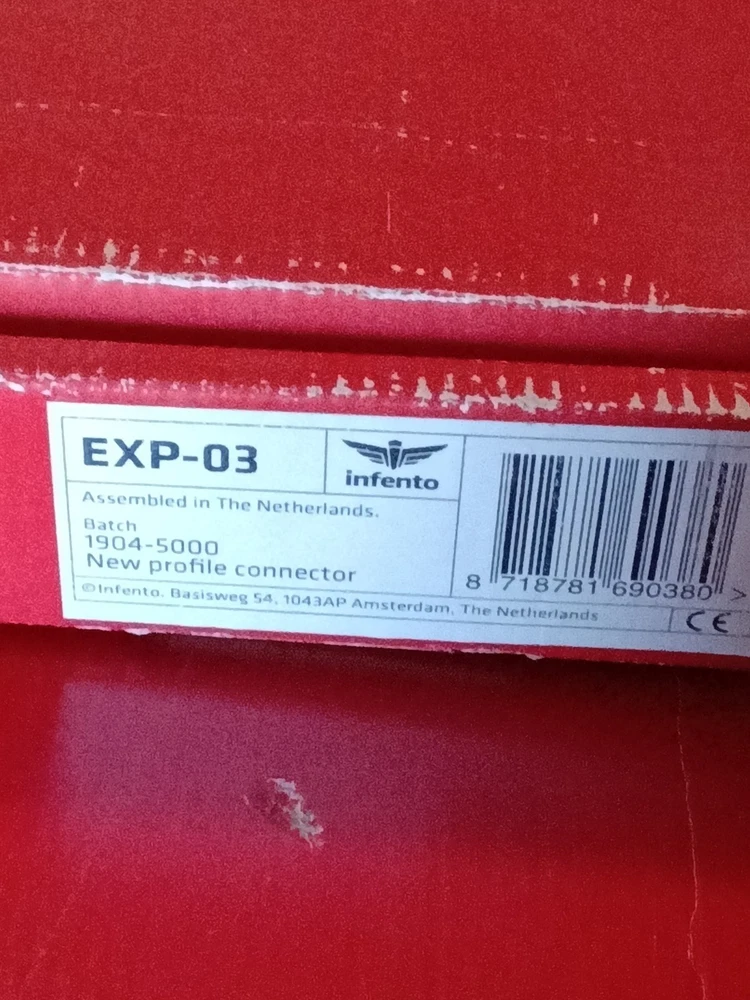 EXP-03
infento
Assembled in The Netherlands.
Batch
1904-5000
New profile connector
©Infento. Basisweg 54, 1043AP Amsterdam, The Netherlands
8 718781 690380 >
CE